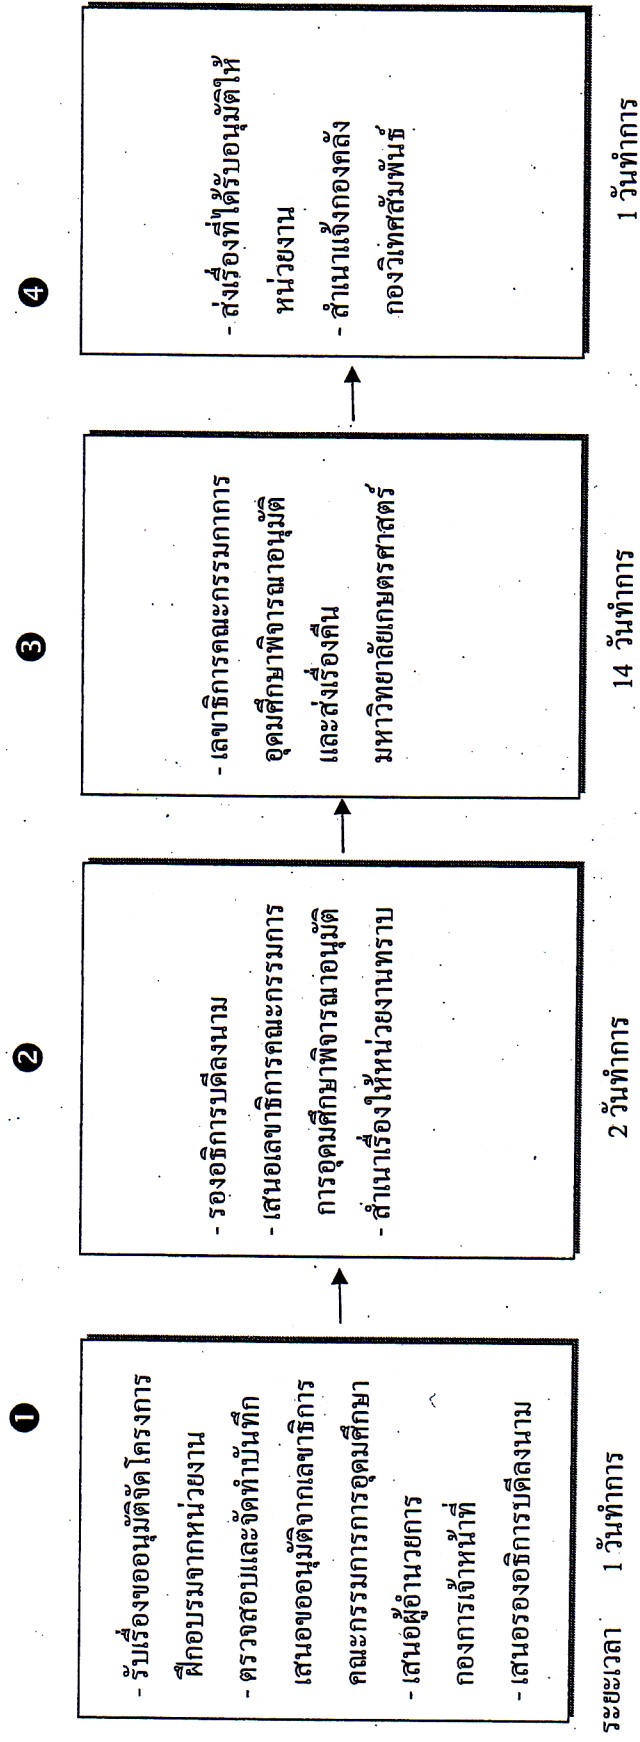 ❶
- รับเรื่องขออนุมัติจัดโครงการ
ฝึกอบรมจากหน่วยงาน
- ตรวจสอบและจัดทำบันทึก
เสนอขออนุมัติจากเลขาธิการ
คณะกรรมการการอุดมศึกษา
- เสนอผู้อำนวยการ
กองการเจ้าหน้าที่
- เสนอรองอธิการบดีลงนาม
❷
- รองอธิการบดีลงนาม
- เสนอเลขาธิการคณะกรรมการ
การอุดมศึกษาพิจารณาอนุมัติ
- สำเนาเรื่องให้หน่วยงานทราบ
❸
- เลขาธิการคณะกรรมกาการ
อุดมศึกษาพิจารณาอนุมัติ
และส่งเรื่องคืน
มหาวิทยาลัยเกษตรศาสตร์
❹
- ส่งเรื่องที่ได้รับอนุมัติให้
หน่วยงาน
- สำเนาแจ้งกองคลัง
กองวิเทศสัมพันธ์
ระยะเวลา 1 วันทำการ 2 วันทำการ 14 วันทำการ 1 วันทำการ